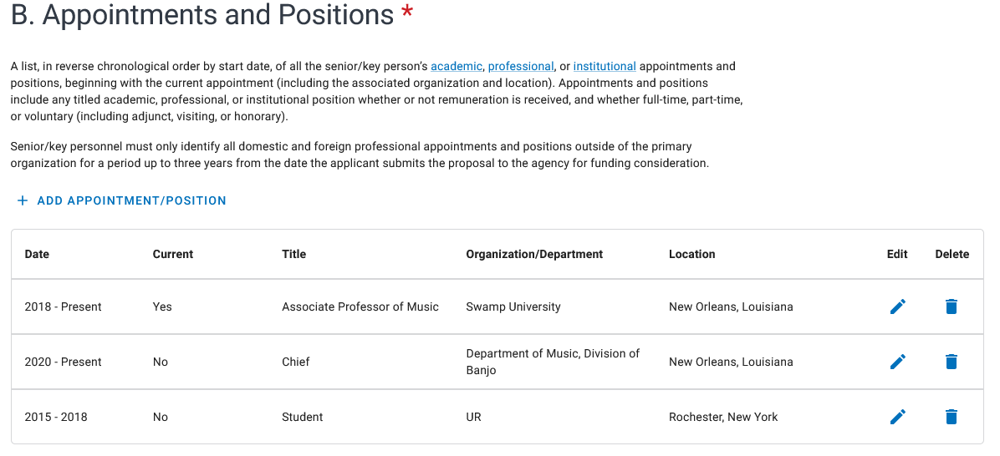 B. Appointments and Positions *
A list, in reverse chronological order by start date, of all the senior/key person’s academic, professional, or institutional appointments and
positions, beginning with the current appointment (including the associated organization and location). Appointments and positions
include any titled academic, professional, or institutional position whether or not remuneration is received, and whether full-time, part-time,
or voluntary (including adjunct, visiting, or honorary).
Senior/key personnel must only identify all domestic and foreign professional appointments and positions outside of the primary
organization for a period up to three years from the date the applicant submits the proposal to the agency for funding consideration.
+ ADD APPOINTMENT/POSITION
Date Current Title Organization/Department Location Edit Delete
2018 - Present Yes Associate Professor of Music Swamp University New Orleans, Louisiana
2020 - Present No Chief Department of Music, Division of
Banjo New Orleans, Louisiana
2015 - 2018 No Student UR Rochester, New York